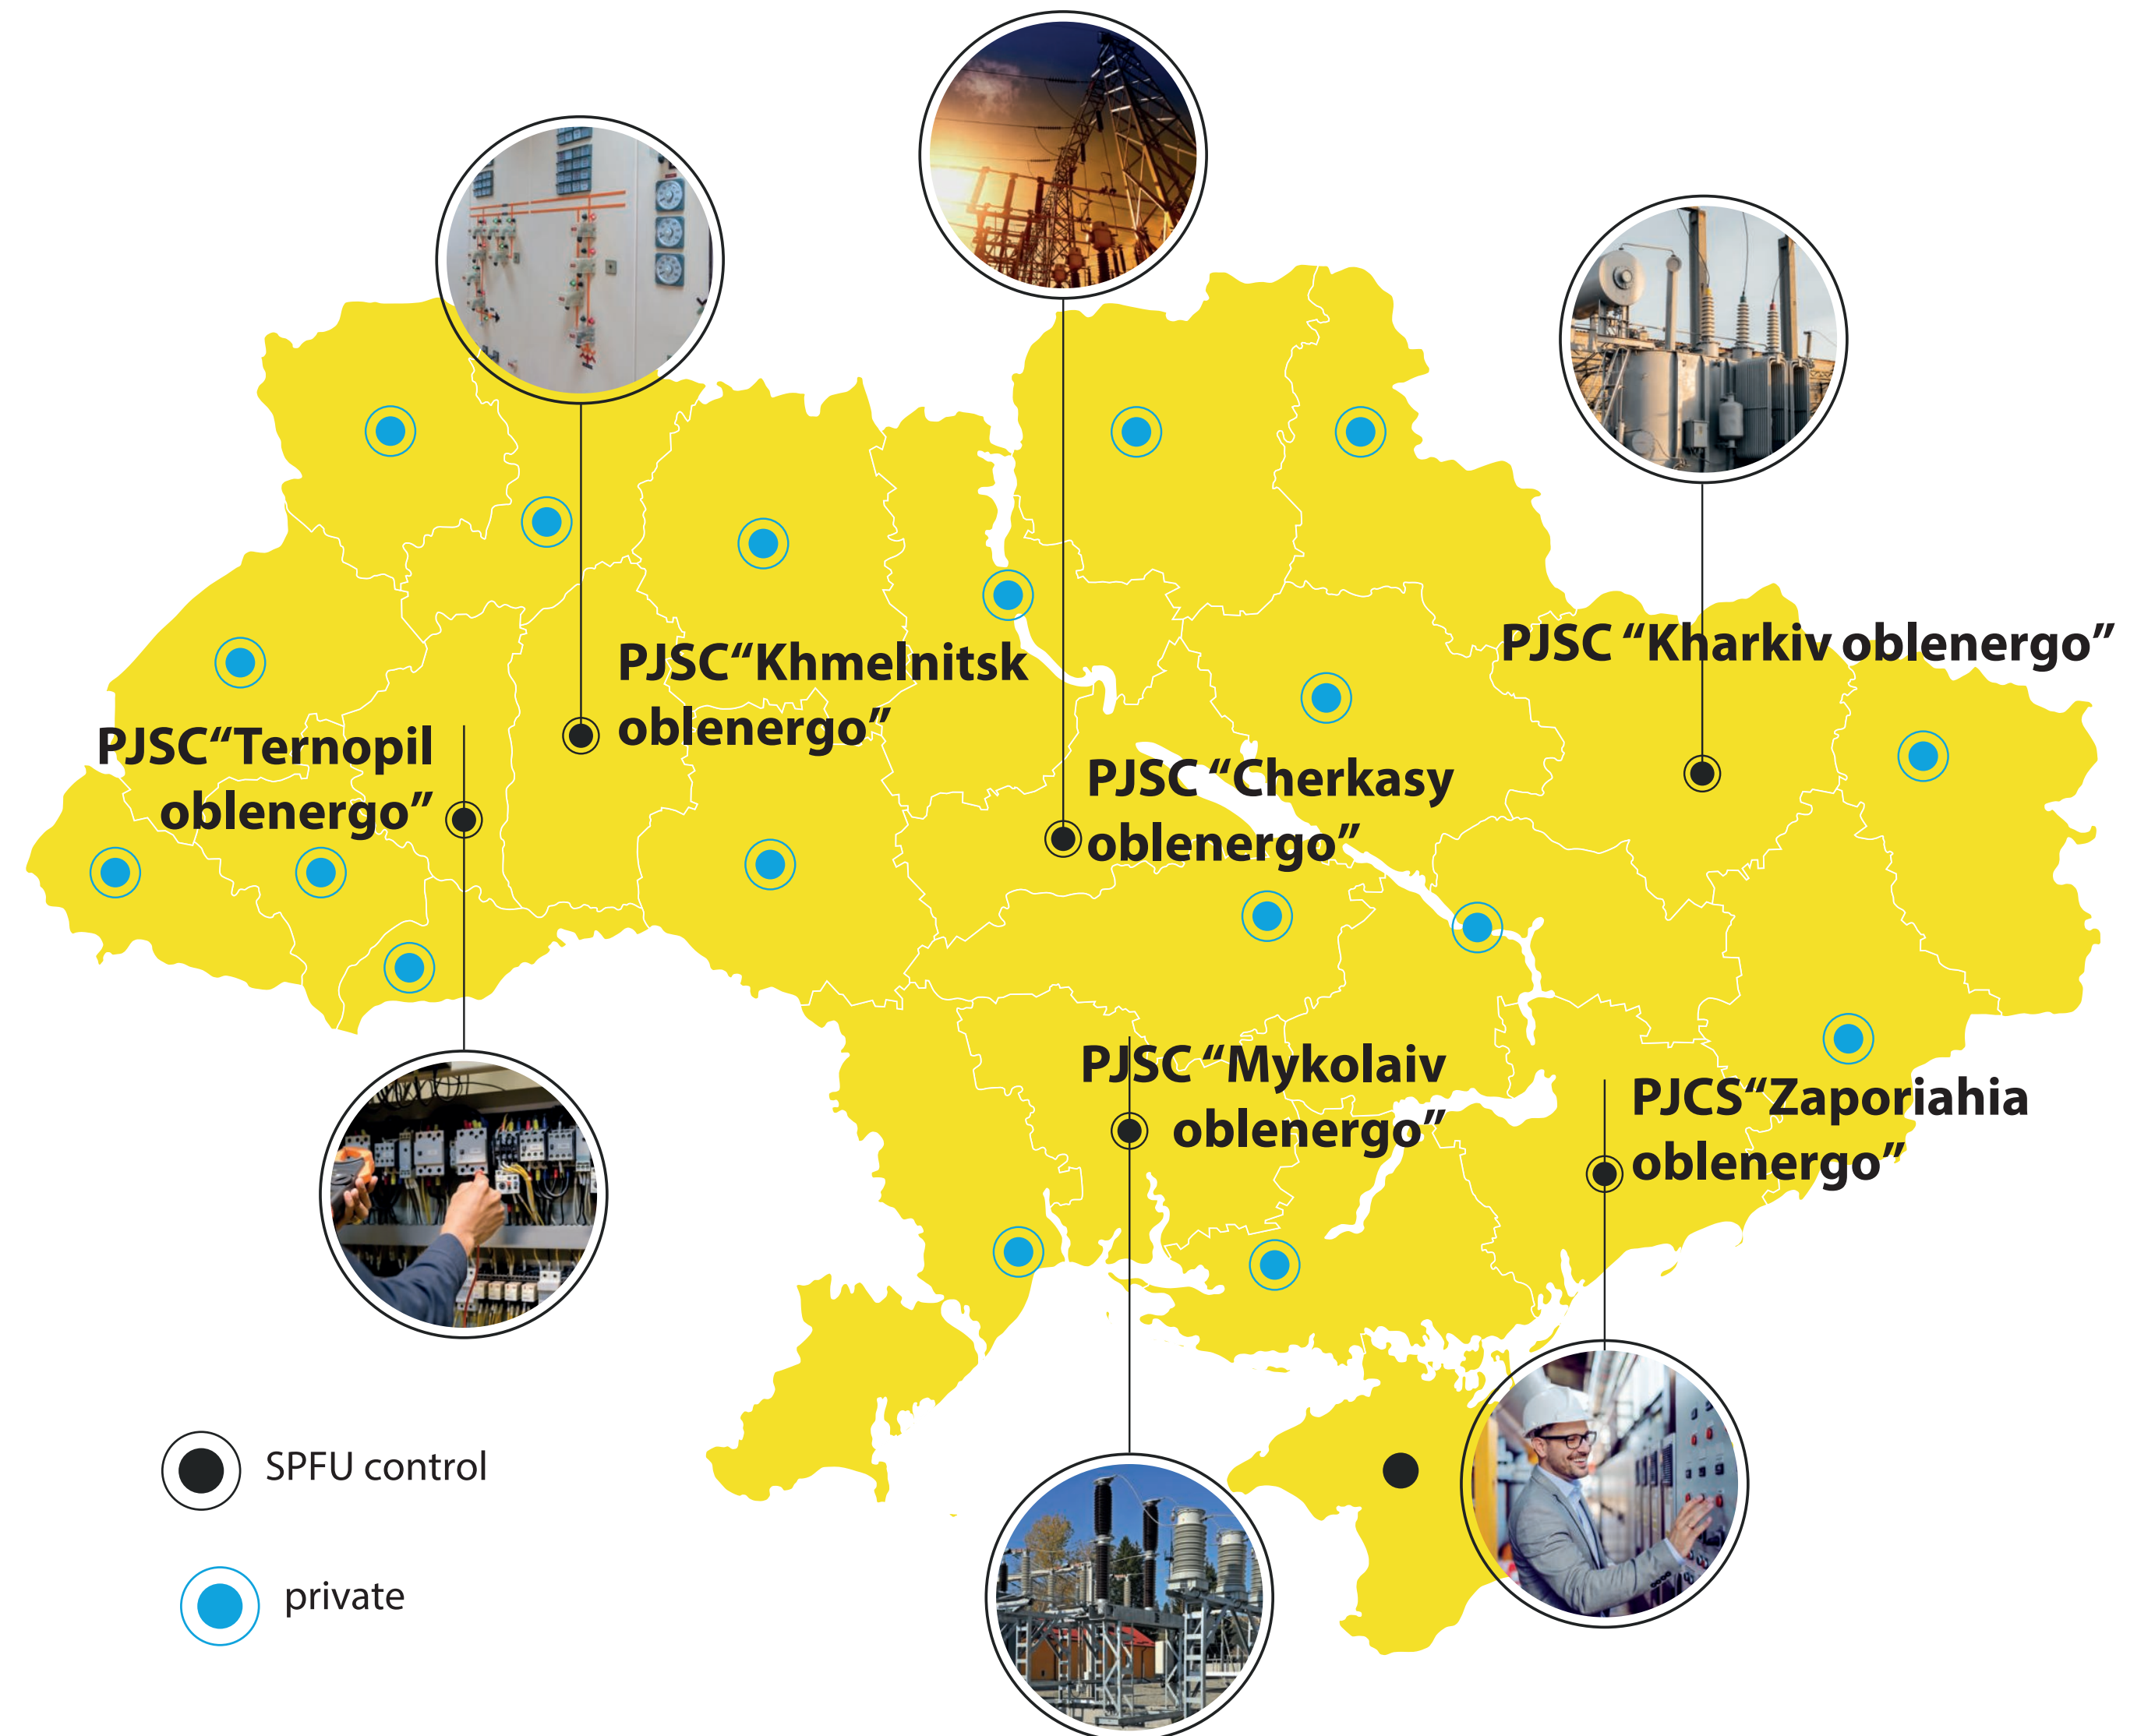 PJSC “Kharkiv oblenergo”
PJSC“Khmelnitsk
oblenergo”
PJSC“Ternopil
oblenergo”
PJSC “Cherkasy
oblenergo”
PJSC “Mykolaiv
oblenergo”
PJCS“Zaporiahia
oblenergo”
SPFU control
private